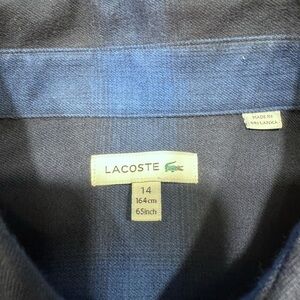 MADE IN
SRI LANKA
LACOSTE
14
164cm
65inch